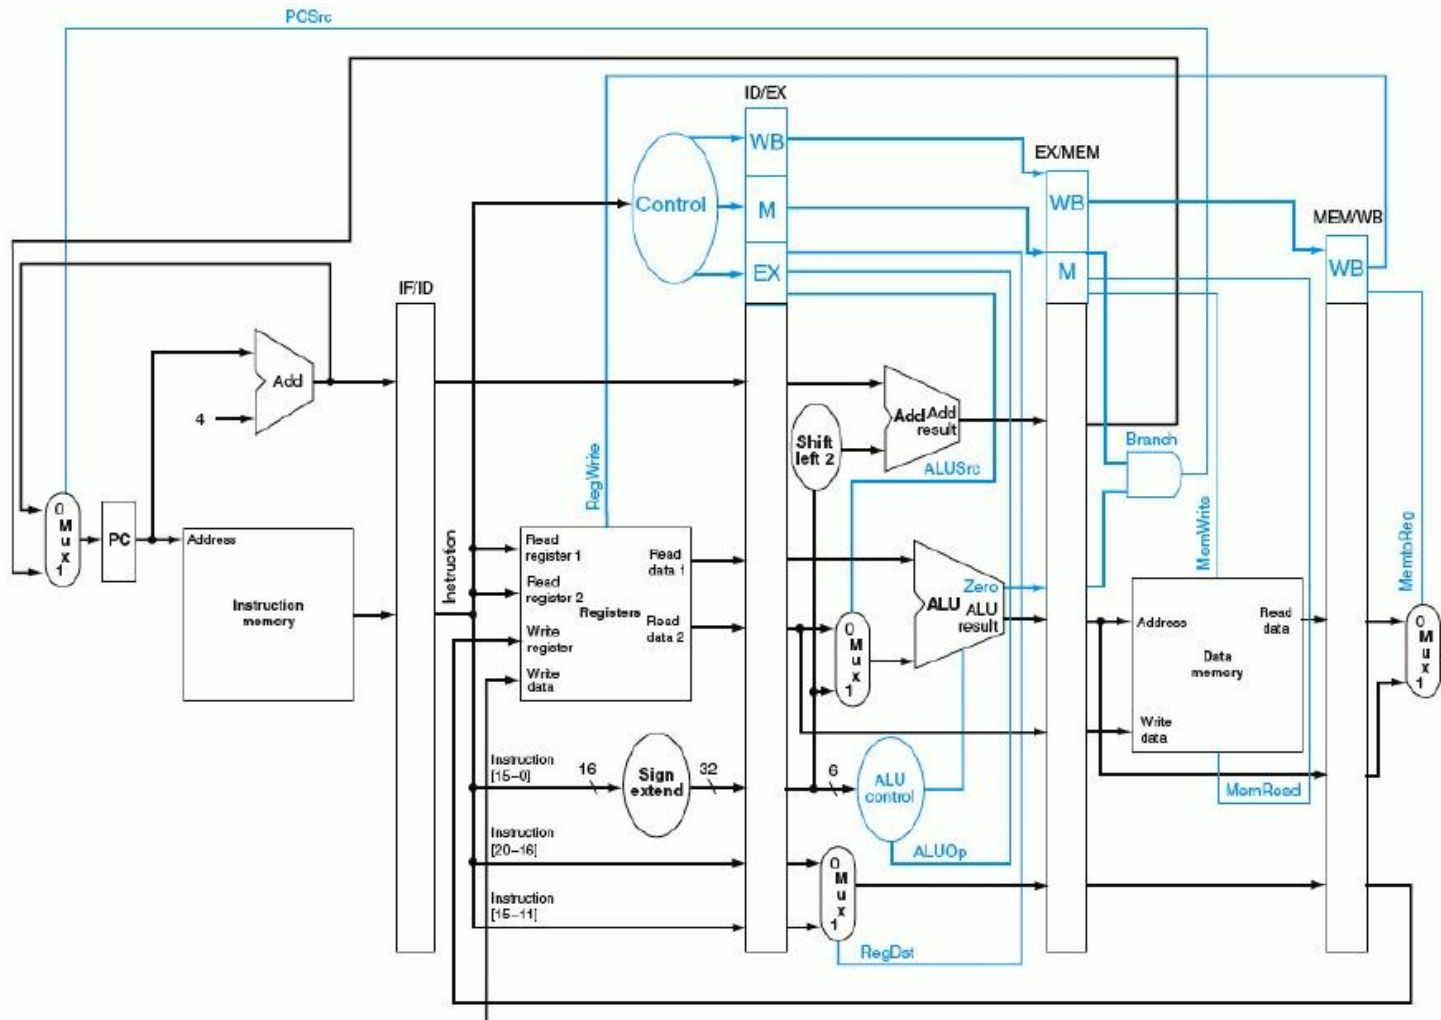 PCSrc
ID/EX
WB
EX/MEM
Control
M
WB
MEM/WB
EX
M
WB
IF/ID
Add
4
Shift
left 2
Add
Add
result
Branch
ALUSrc
RegWrite
MemWrite
MemtoReg
0
M
u
x
1
PC
Address
Instruction
memory
Instruction
Read
register 1
Read
register 2
Registers
Write
register
Write
data
Read
data 1
Read
data 2
0
M
u
x
1
Zero
ALU
ALU
result
Address
Read
data
Data
memory
Write
data
0
M
u
x
1
Instruction
[15–0]
16
Sign
extend
32
6
ALU
control
MemRead
Instruction
[20–16]
ALUOp
0
M
u
x
1
Instruction
[15–11]
RegDst